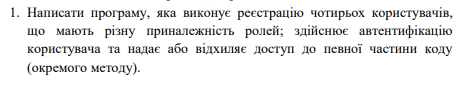 1. Написати програму, яка виконує реєстрацію чотирьох користувачів,
що мають різну приналежність ролей; здійснює автентифікацію
користувача та надає або відхиляє доступ до певної частини коду
(окремого методу).